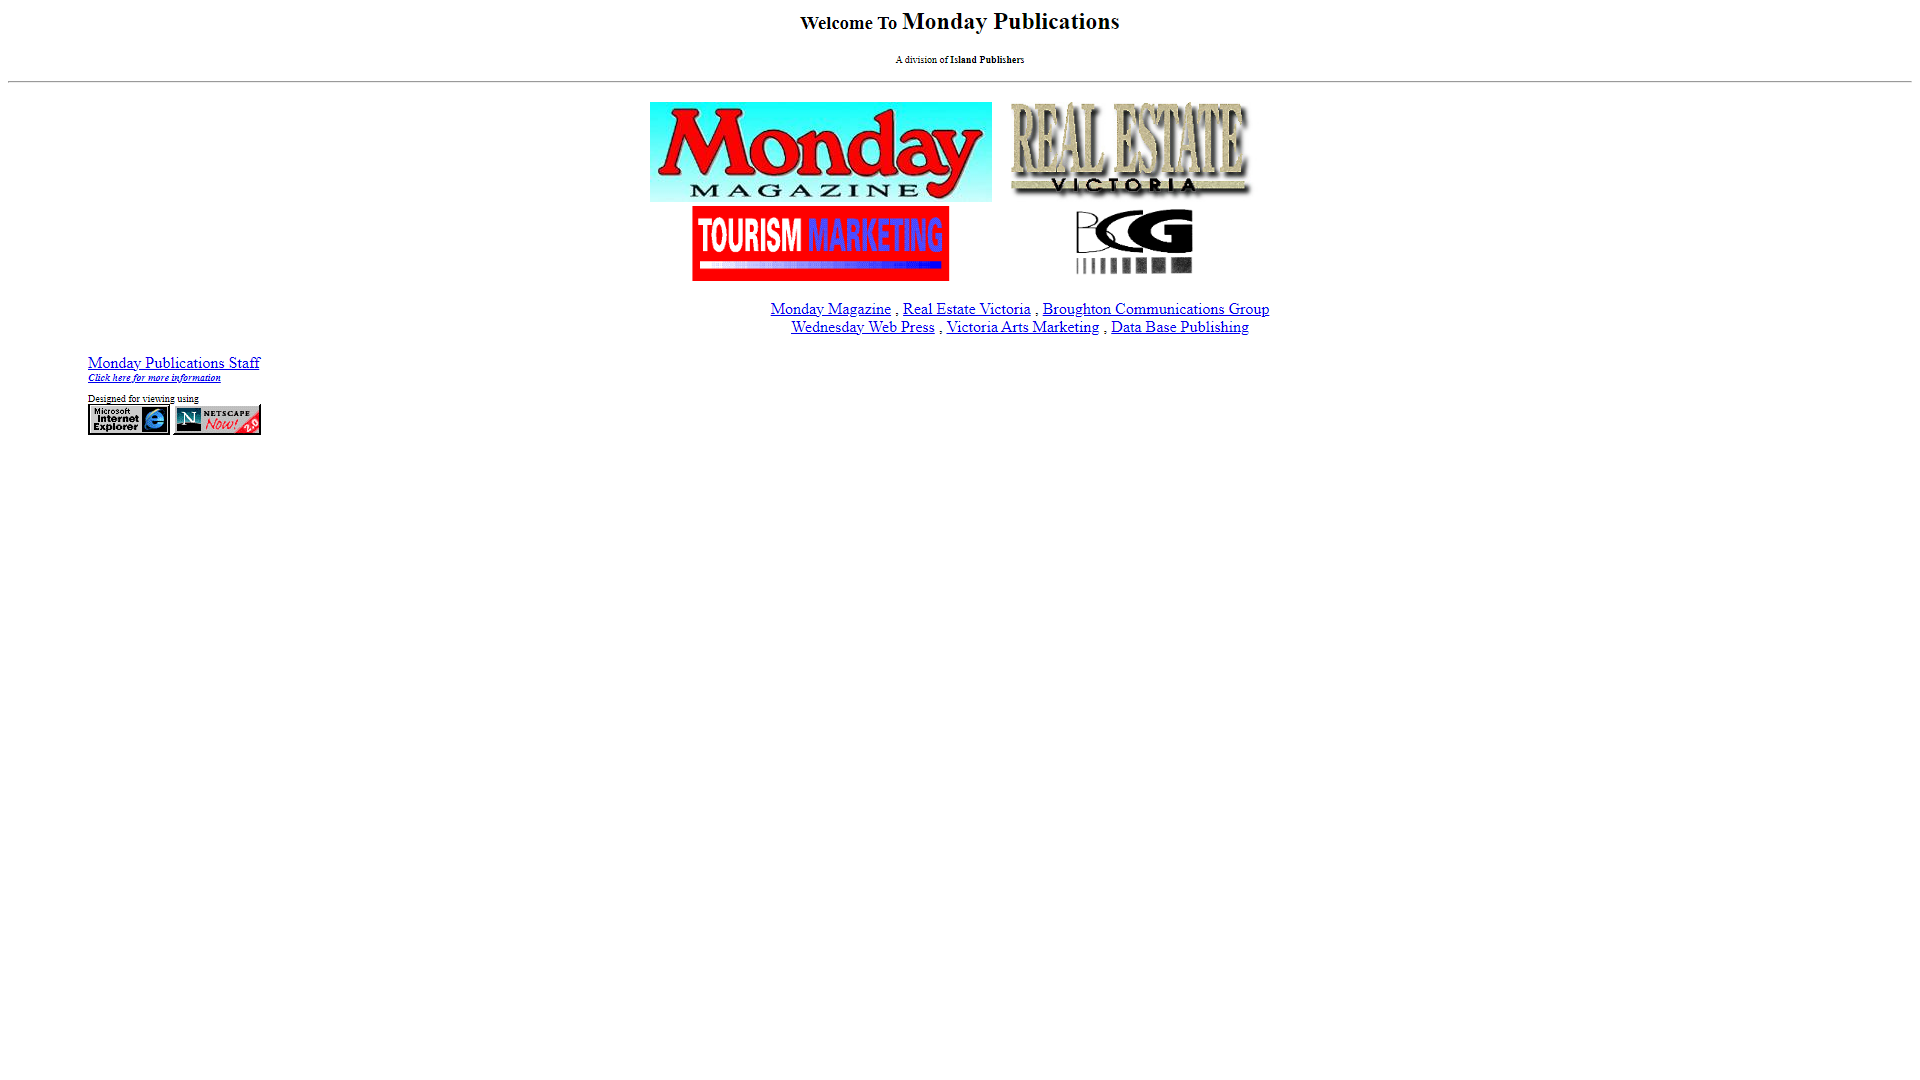 Welcome To Monday Publications
A division of Island Publishers
Monday MAGAZINE
REAL ESTATE VICTORIA
TOURISM MARKETING
BCG
Monday Magazine , Real Estate Victoria , Broughton Communications Group
Wednesday Web Press , Victoria Arts Marketing , Data Base Publishing
Monday Publications Staff
Click here for more information
Designed for viewing using
Microsoft Internet Explorer
N NETSCAPE Now! 2.0